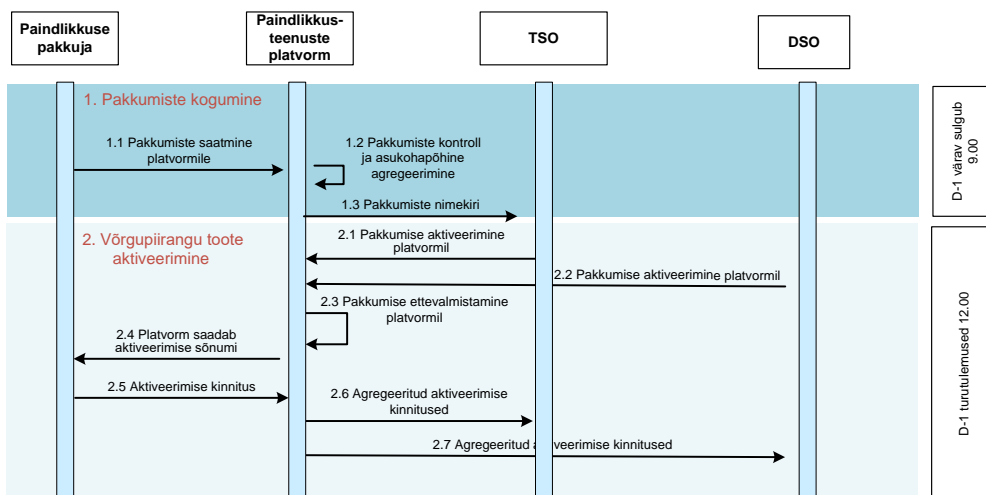 Paindlikkuse
pakkuja
Paindlikkus-
teenuste
platvorm
TSO
DSO
1. Pakkumiste kogumine
1.1 Pakkumiste saatmine
platvormile
1.2 Pakkumiste kontroll
ja asukohapõhine
agregeerimine
1.3 Pakkumiste nimekiri
D-1 värav sulgub
9.00
2. Võrgupiirangu toote
aktiveerimine
2.1 Pakkumise aktiveerimine
platvormil
2.2 Pakkumise aktiveerimine platvormil
2.3 Pakkumise ettevalmistamine
platvormil
2.4 Platvorm saadab
aktiveerimise sõnumi
2.5 Aktiveerimise kinnitus
2.6 Agregeeritud aktiveerimise
kinnitused
2.7 Agregeeritud aktiveerimise kinnitused
D-1 turutulemused 12.00